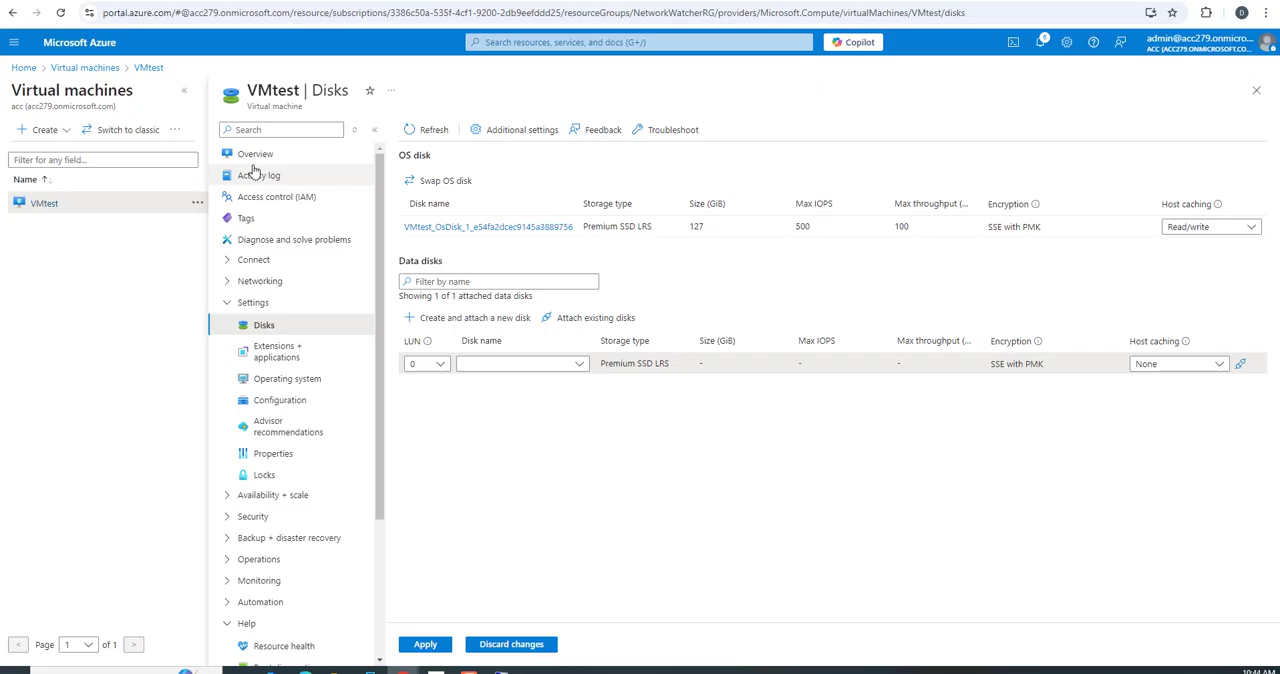 portal.azure.com/#@acc279.onmicrosoft.com/resource/subscriptions/3386c50a-535f-4cf1-9200-2db9eefddd25/resourceGroups/NetworkWatcherRG/providers/Microsoft.Compute/virtualMachines/VMtest/disks
D
Microsoft Azure
Search resources, services, and docs (G+/)
Copilot
6
admin@acc279.onmicro...
ACC (ACC279.ONMICROSOFT.CO...
Home > Virtual machines > VMtest
Virtual machines
acc (acc279.onmicrosoft.com)
Create
Switch to classic
Filter for any field...
Name
VMtest
Page 1 of 1
VMtest | Disks
Virtual machine
Search
Overview
Activity log
Access control (IAM)
Tags
Diagnose and solve problems
Connect
Networking
Settings
Disks
Extensions +
applications
Operating system
Configuration
Advisor
recommendations
Properties
Locks
Availability + scale
Security
Backup + disaster recovery
Operations
Monitoring
Automation
Help
Resource health
Refresh
Additional settings
Feedback
Troubleshoot
OS disk
Swap OS disk
Disk name Storage type Size (GiB) Max IOPS Max throughput (... Encryption Host caching
VMtest_OsDisk_1_e54fa2dcec9145a3889756 Premium SSD LRS 127 500 100 SSE with PMK Read/write
Data disks
Filter by name
Showing 1 of 1 attached data disks
Create and attach a new disk
Attach existing disks
LUN Disk name Storage type Size (GiB) Max IOPS Max throughput (... Encryption Host caching
0 Premium SSD LRS - - - SSE with PMK None
Apply
Discard changes
10:44 AM